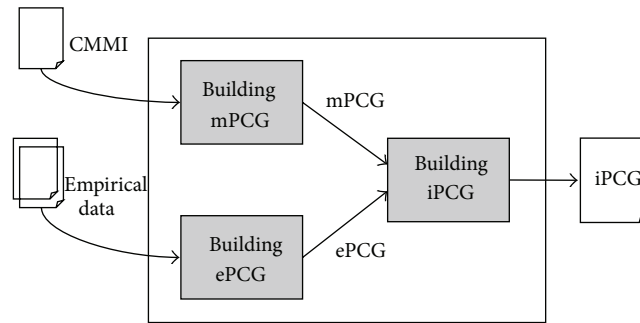 CMMI
Building
mPCG
mPCG
Empirical
data
Building
iPCG
iPCG
Building
ePCG
ePCG